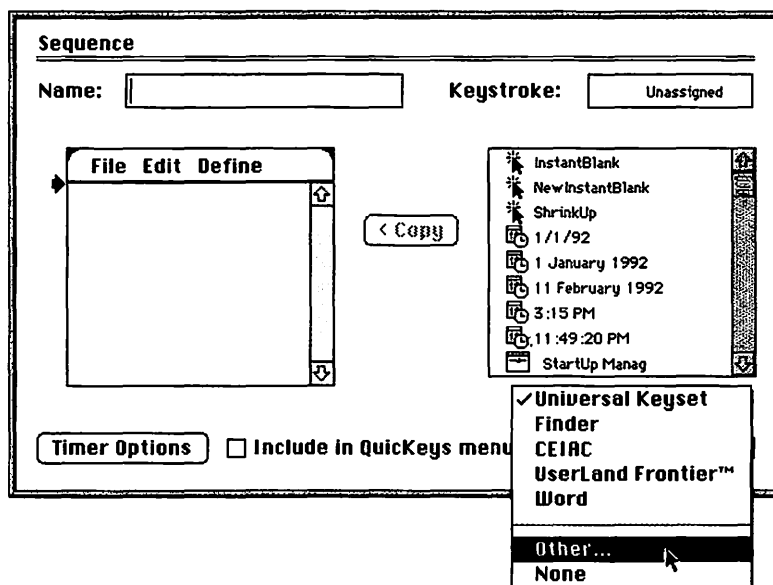 Sequence
Name: Keystroke: Unassigned
File Edit Define
< Copy
InstantBlank
NewInstantBlank
ShrinkUp
1/1/92
1 January 1992
11 February 1992
3:15 PM
11:49:20 PM
StartUp Manag
Timer Options Include in QuicKeys menu
✓Universal Keyset
Finder
CEIAC
UserLand Frontier™
Word
Other...
None